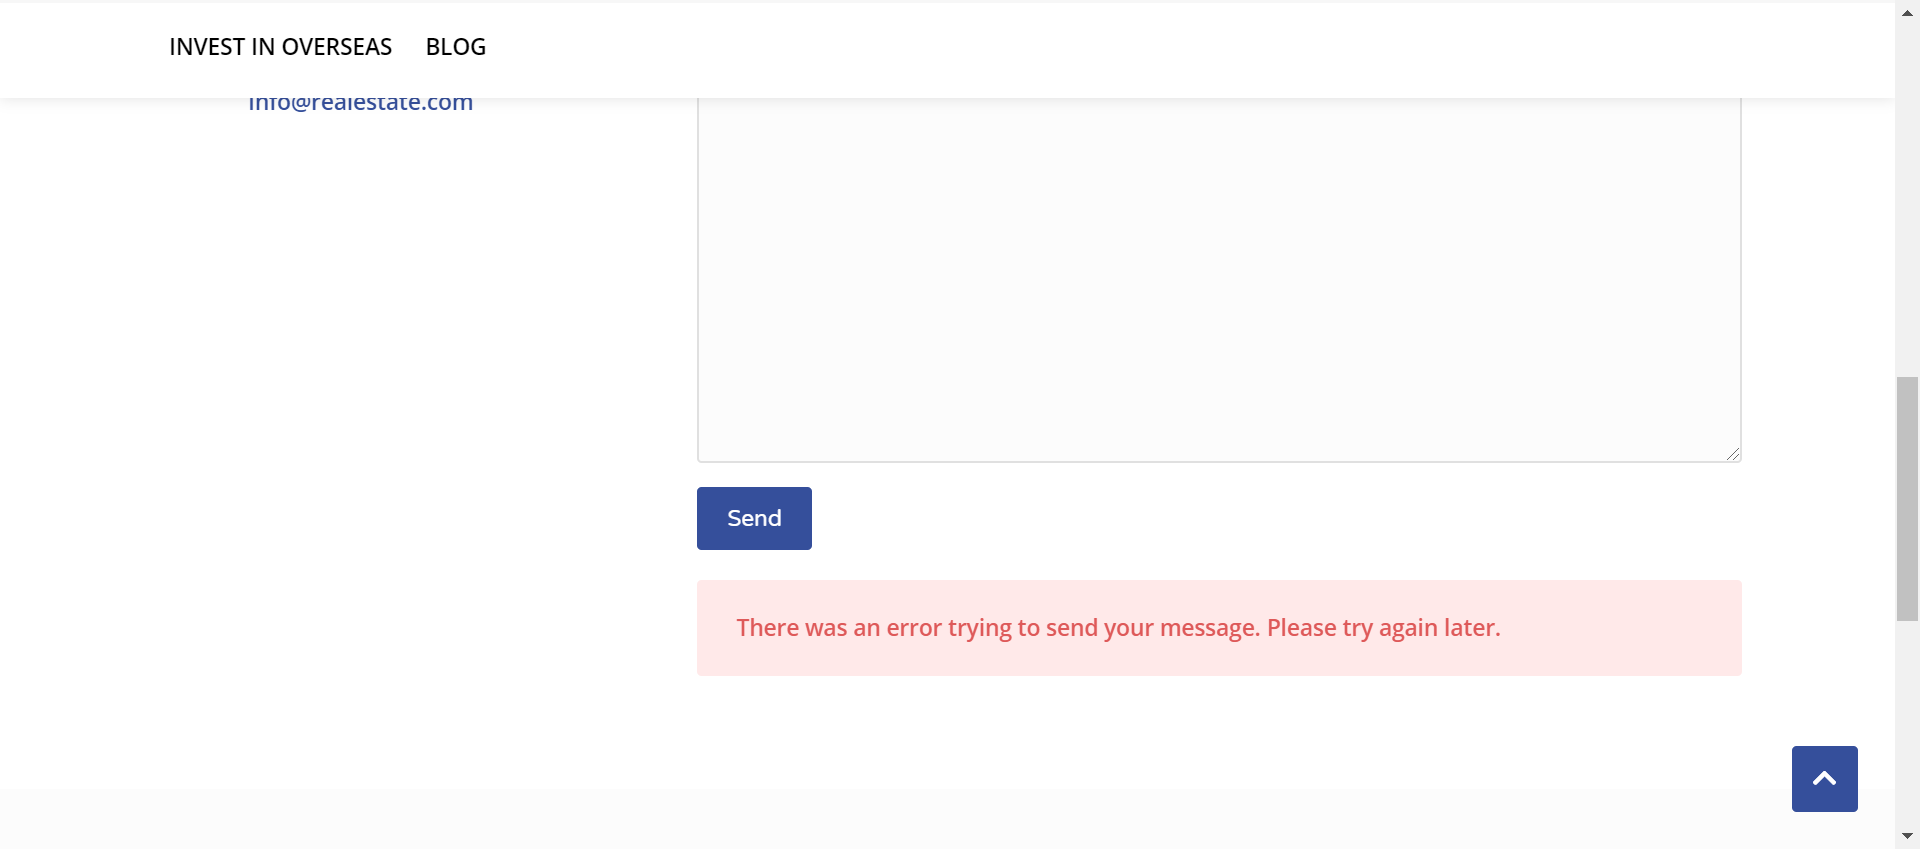 INVEST IN OVERSEAS BLOG
info@realestate.com
Send
There was an error trying to send your message. Please try again later.